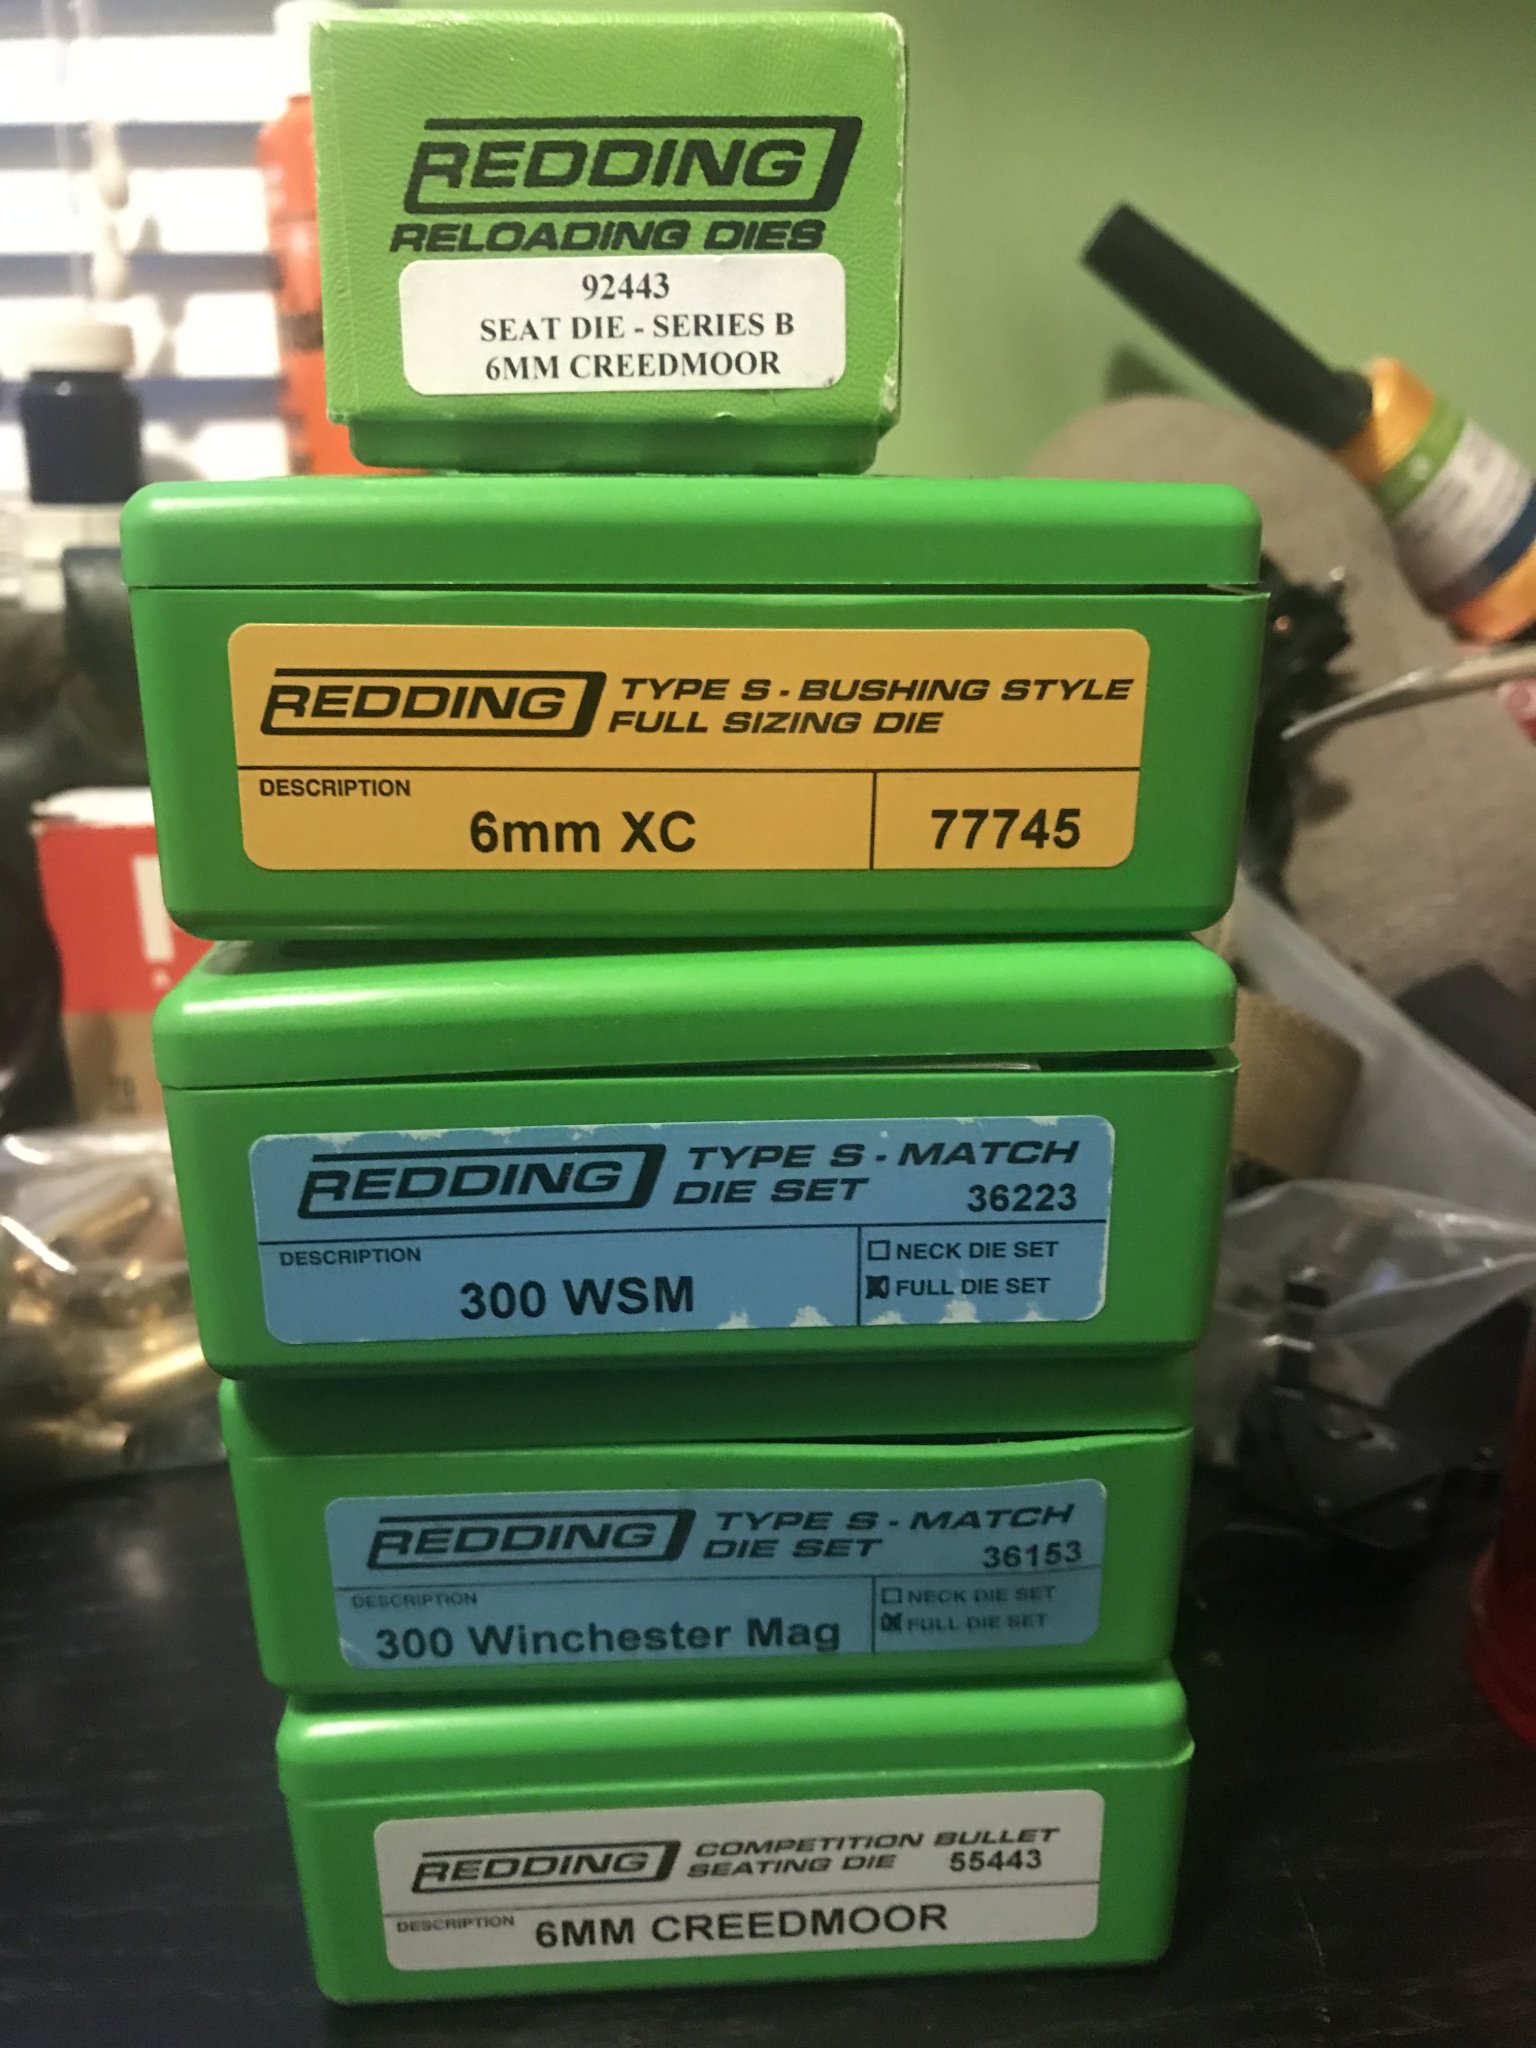 REDDING
RELOADING DIES
92443
SEAT DIE - SERIES B
6MM CREEDMOOR
REDDING TYPE S - BUSHING STYLE
FULL SIZING DIE
DESCRIPTION
6mm XC
77745
REDDING TYPE S - MATCH
DIE SET 36223
DESCRIPTION
300 WSM
NECK DIE SET
FULL DIE SET
REDDING TYPE S - MATCH
DIE SET 36153
DESCRIPTION
300 Winchester Mag
NECK DIE SET
FULL DIE SET
REDDING COMPETITION BULLET
SEATING DIE 55443
DESCRIPTION
6MM CREEDMOOR